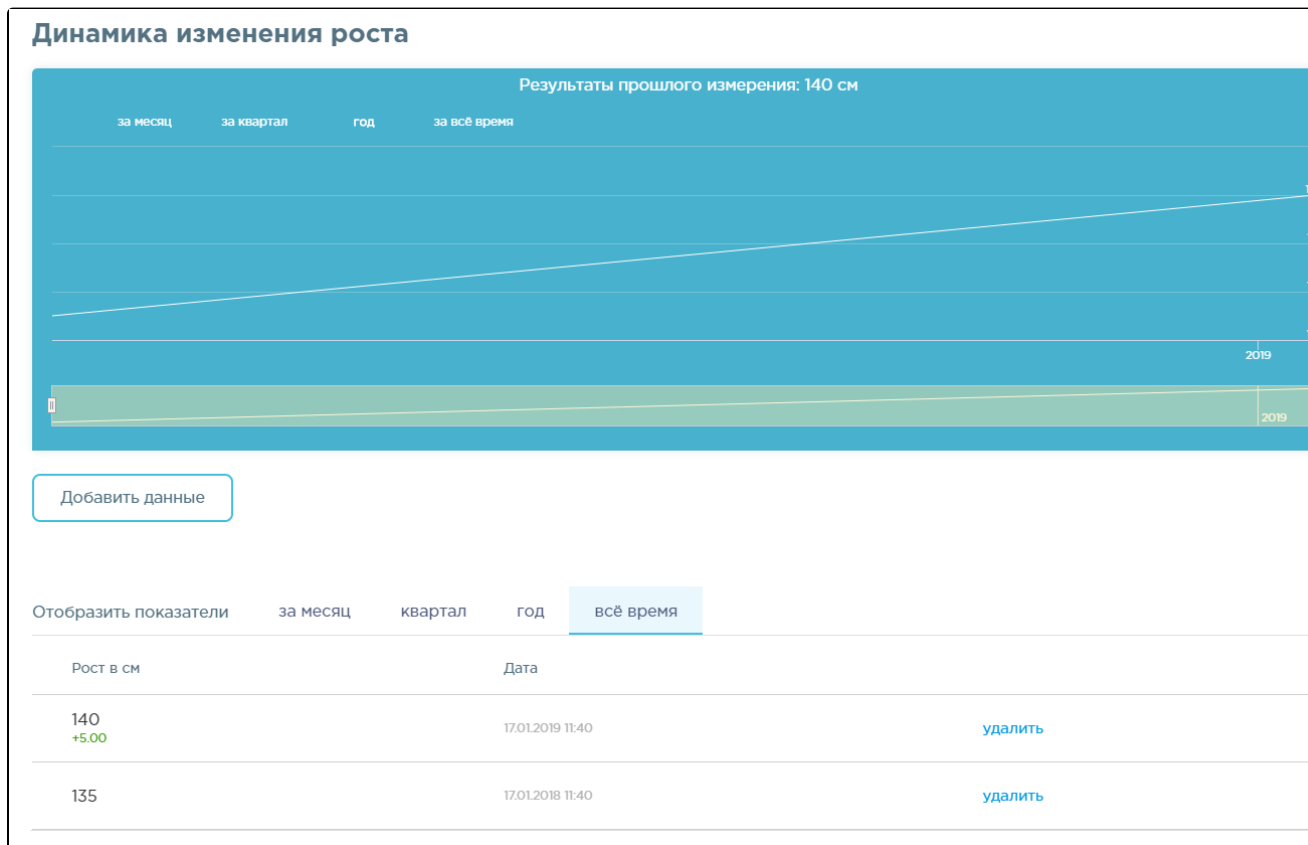 Динамика изменения роста
Результаты прошлого измерения: 140 см
за месяц за квартал год за всё время
2019
2019
Добавить данные
Отобразить показатели за месяц квартал год всё время
Рост в см Дата
140 17.01.2019 11:40 удалить
+5.00
135 17.01.2018 11:40 удалить